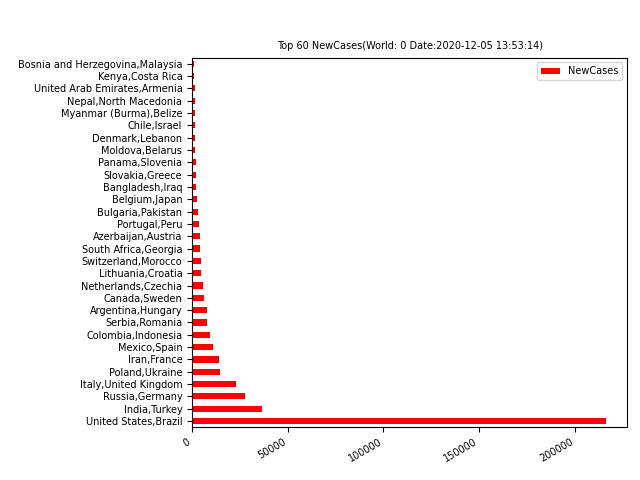 Top 60 NewCases(World: 0 Date:2020-12-05 13:53:14)
NewCases
Bosnia and Herzegovina,Malaysia
Kenya,Costa Rica
United Arab Emirates,Armenia
Nepal,North Macedonia
Myanmar (Burma),Belize
Chile,Israel
Denmark,Lebanon
Moldova,Belarus
Panama,Slovenia
Slovakia,Greece
Bangladesh,Iraq
Belgium,Japan
Bulgaria,Pakistan
Portugal,Peru
Azerbaijan,Austria
South Africa,Georgia
Switzerland,Morocco
Lithuania,Croatia
Netherlands,Czechia
Canada,Sweden
Argentina,Hungary
Serbia,Romania
Colombia,Indonesia
Mexico,Spain
Iran,France
Poland,Ukraine
Italy,United Kingdom
Russia,Germany
India,Turkey
United States,Brazil
0
50000
100000
150000
200000